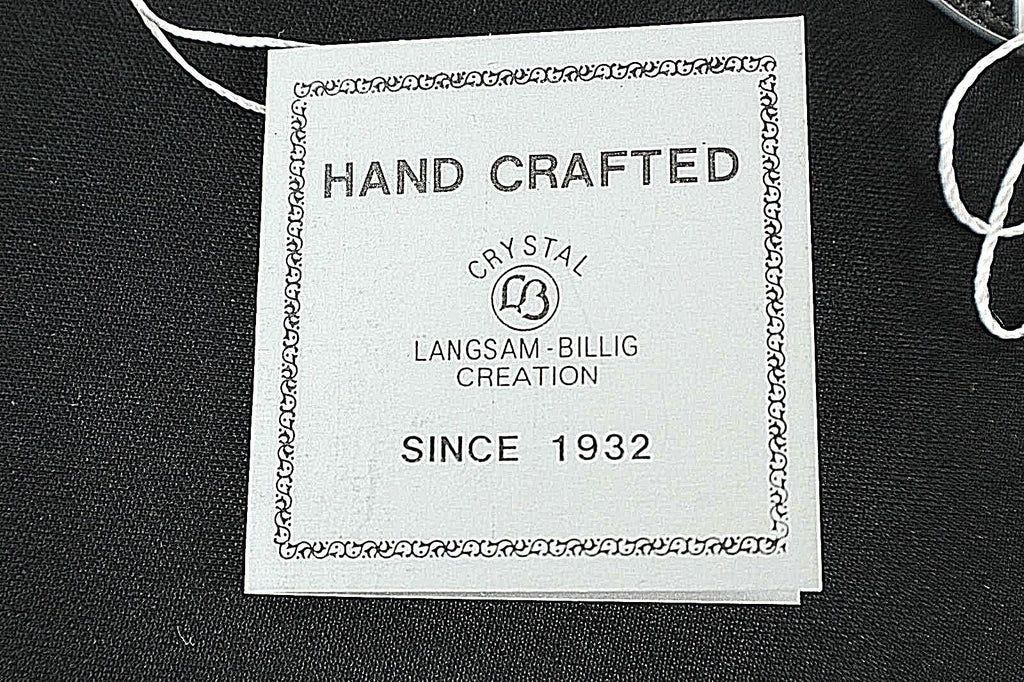 HAND CRAFTED
CRYSTAL
LB
LANGSAM-BILLIG
CREATION
SINCE 1932